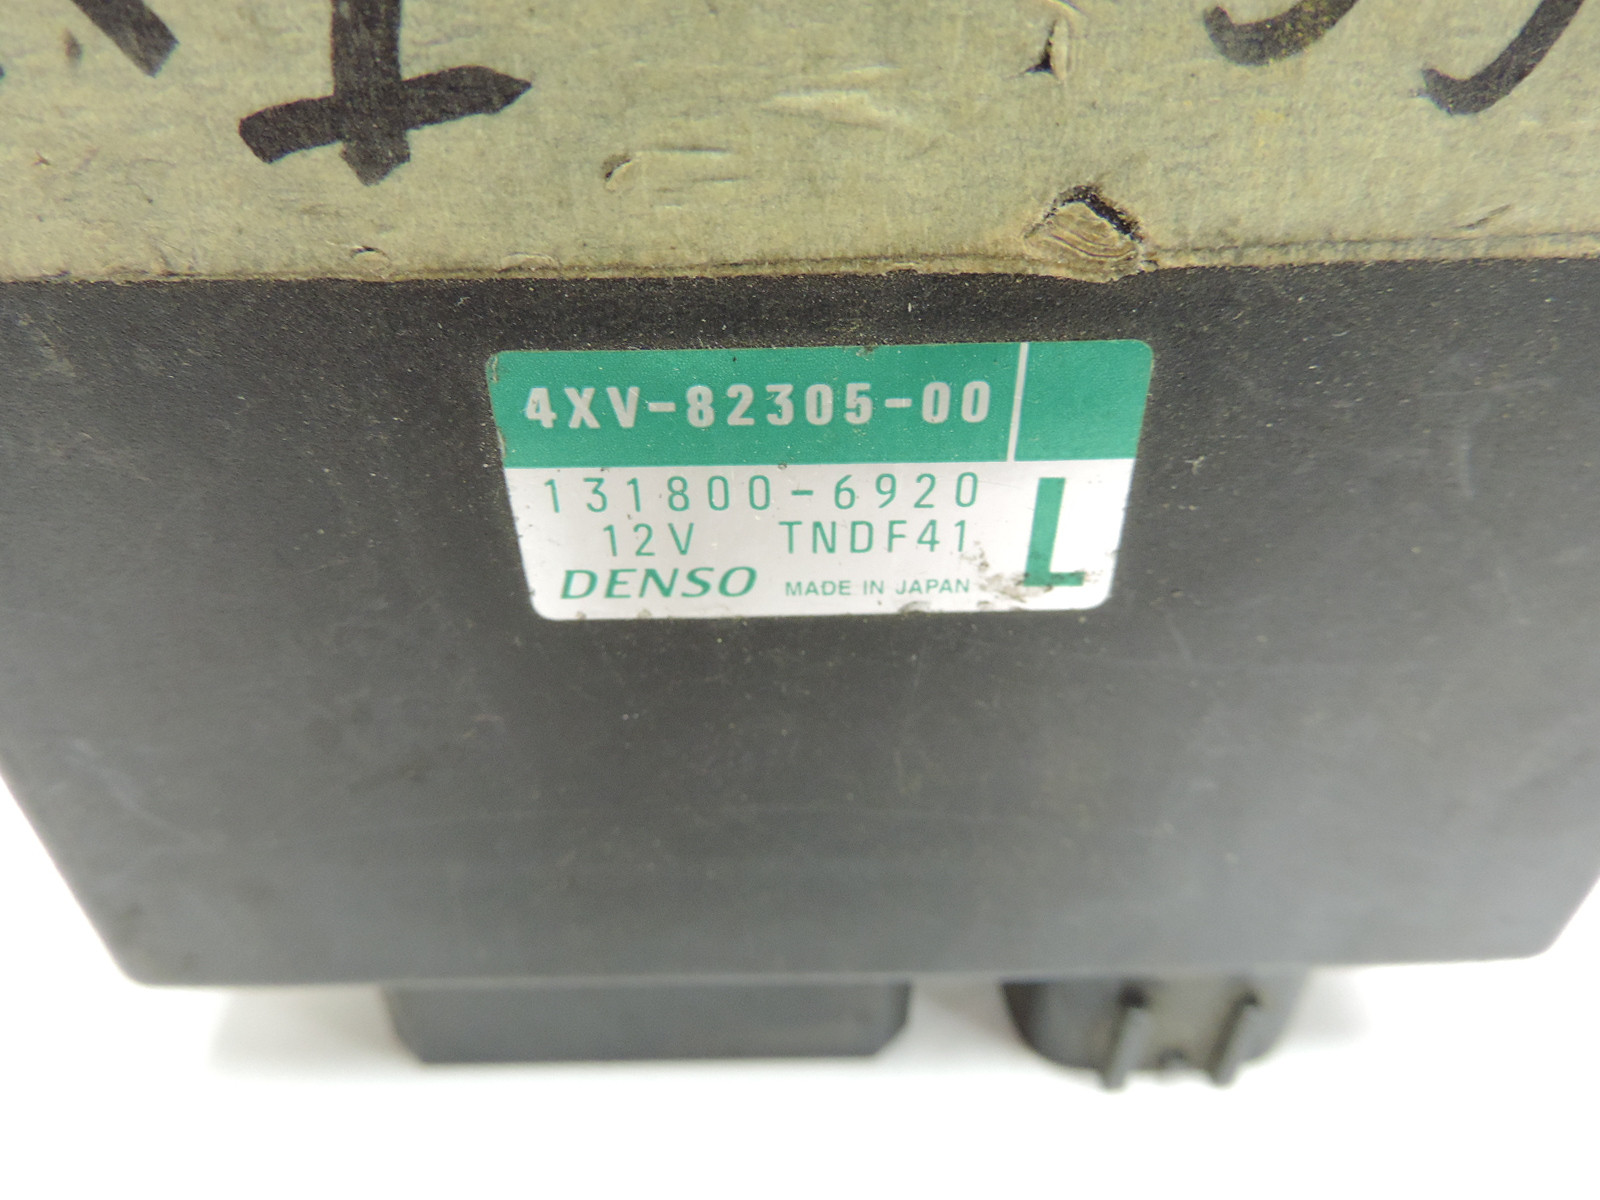 4XV-82305-00
131800-6920
12V TNDF41 L
DENSO MADE IN JAPAN